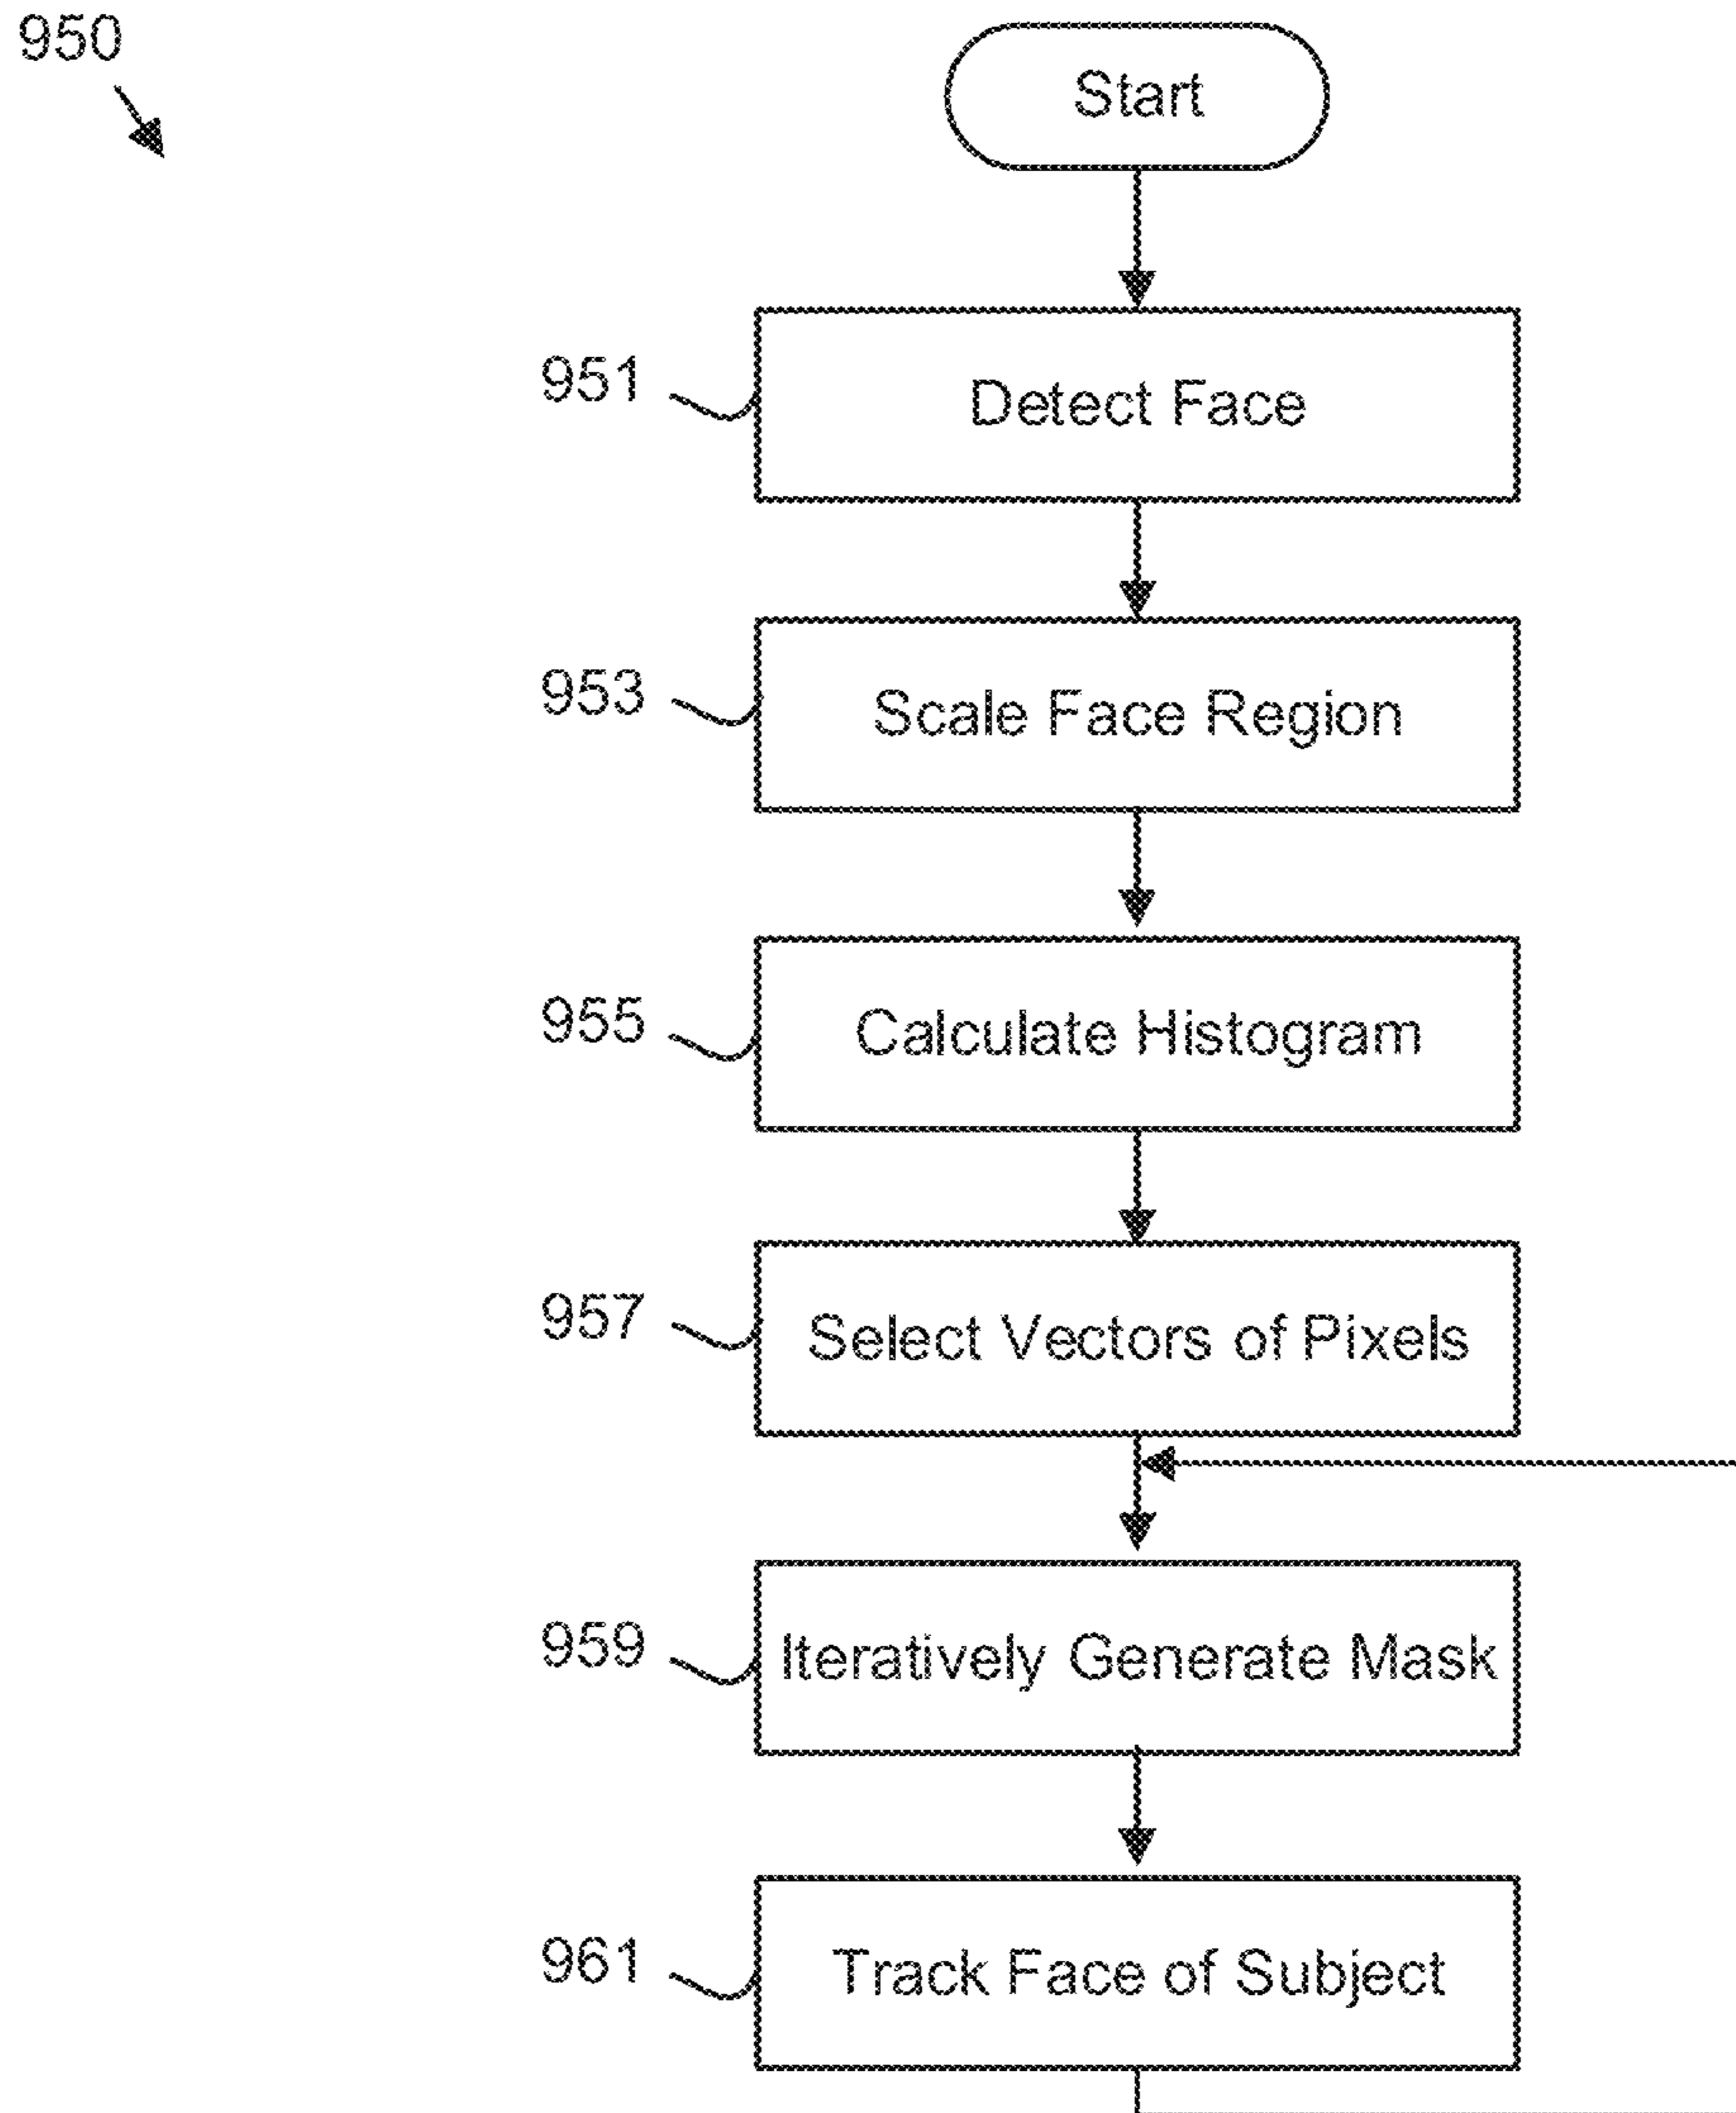 950
Start
951
Detect Face
953
Scale Face Region
955
Calculate Histogram
957
Select Vectors of Pixels
959
Iteratively Generate Mask
961
Track Face of Subject